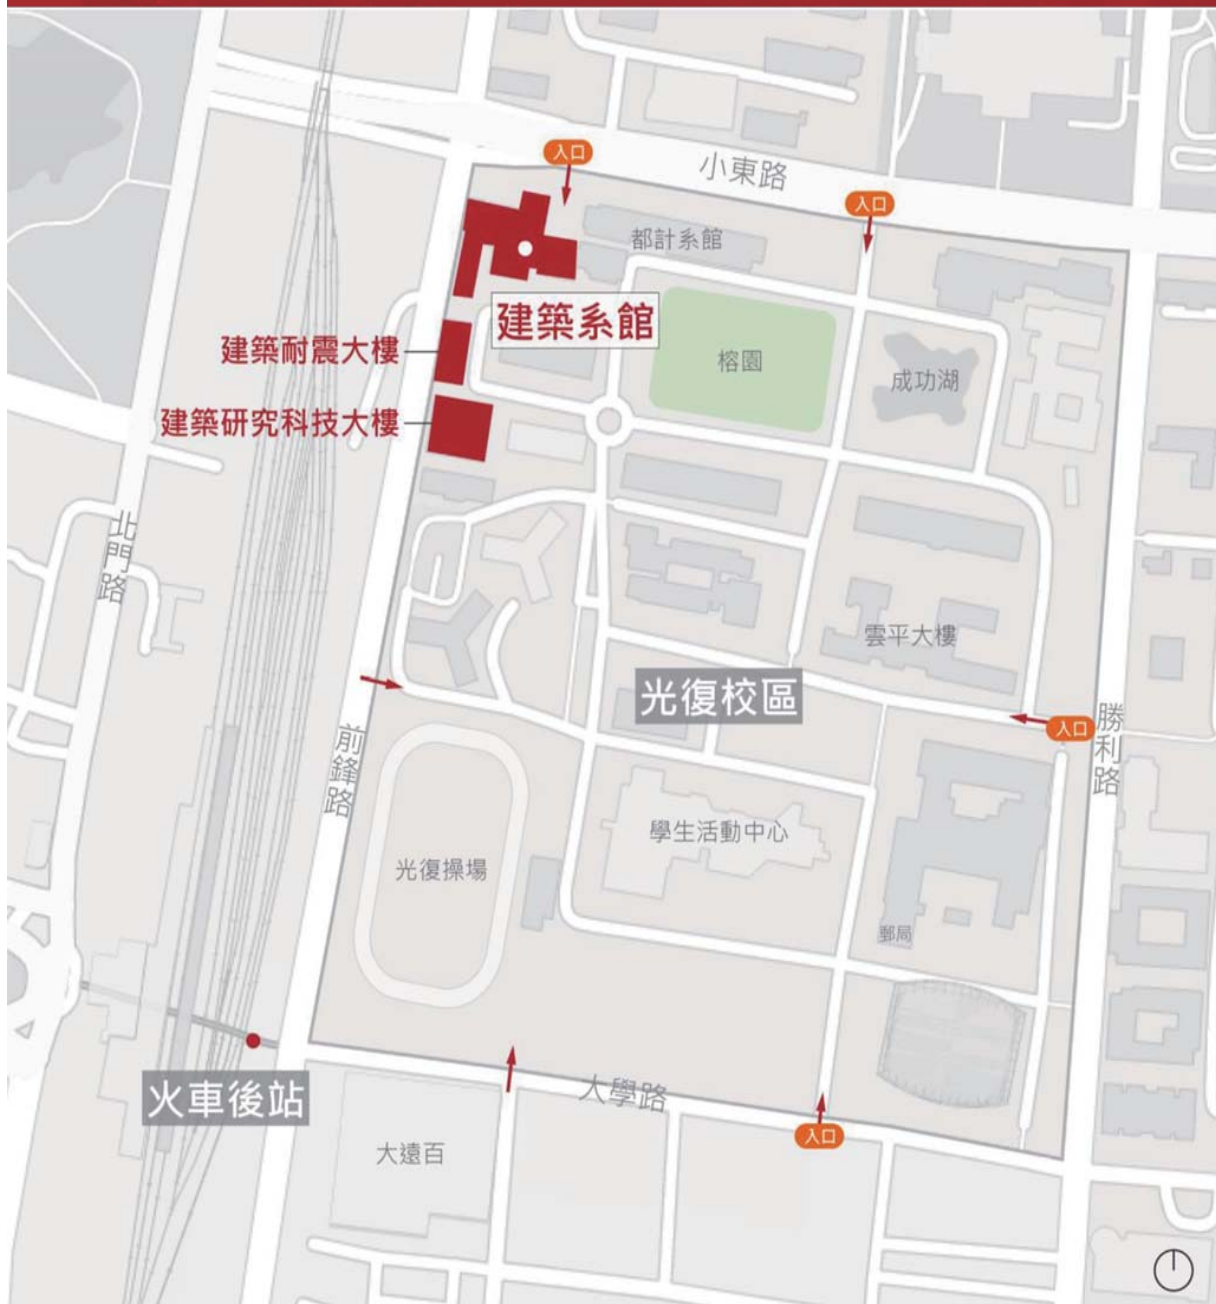 入口
小東路
入口
都計系館
建築系館
建築耐震大樓
榕園
成功湖
建築研究科技大樓
北門路
雲平大樓
光復校區
入口
勝利路
前鋒路
學生活動中心
光復操場
郵局
火車後站
大學路
入口
大遠百